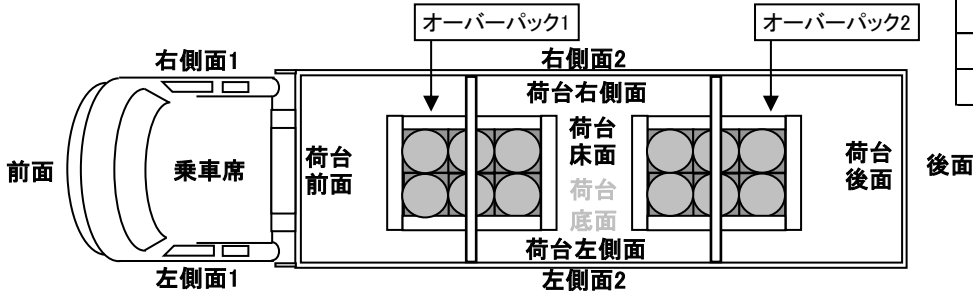 オーバーパック1
オーバーパック2
右側面1
右側面2
荷台右側面
前面
乗車席
荷台
前面
荷台
床面
荷台
底面
荷台
後面
後面
荷台左側面
左側面1
左側面2